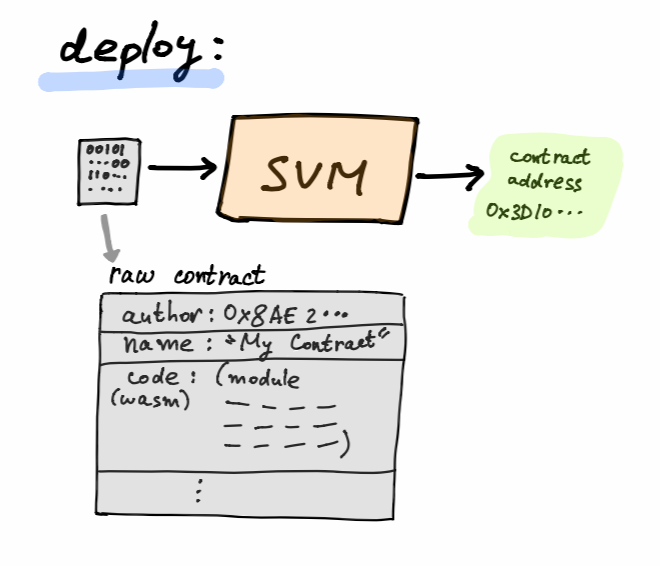 deploy:
00101
...00
110...
. ...
SVM
contract
address
0x3D10...
raw contract
author: 0x8AE2...
name: "My Contract"
code: (module
(wasm)
— — — —
— — — —
— — — —)
⋮